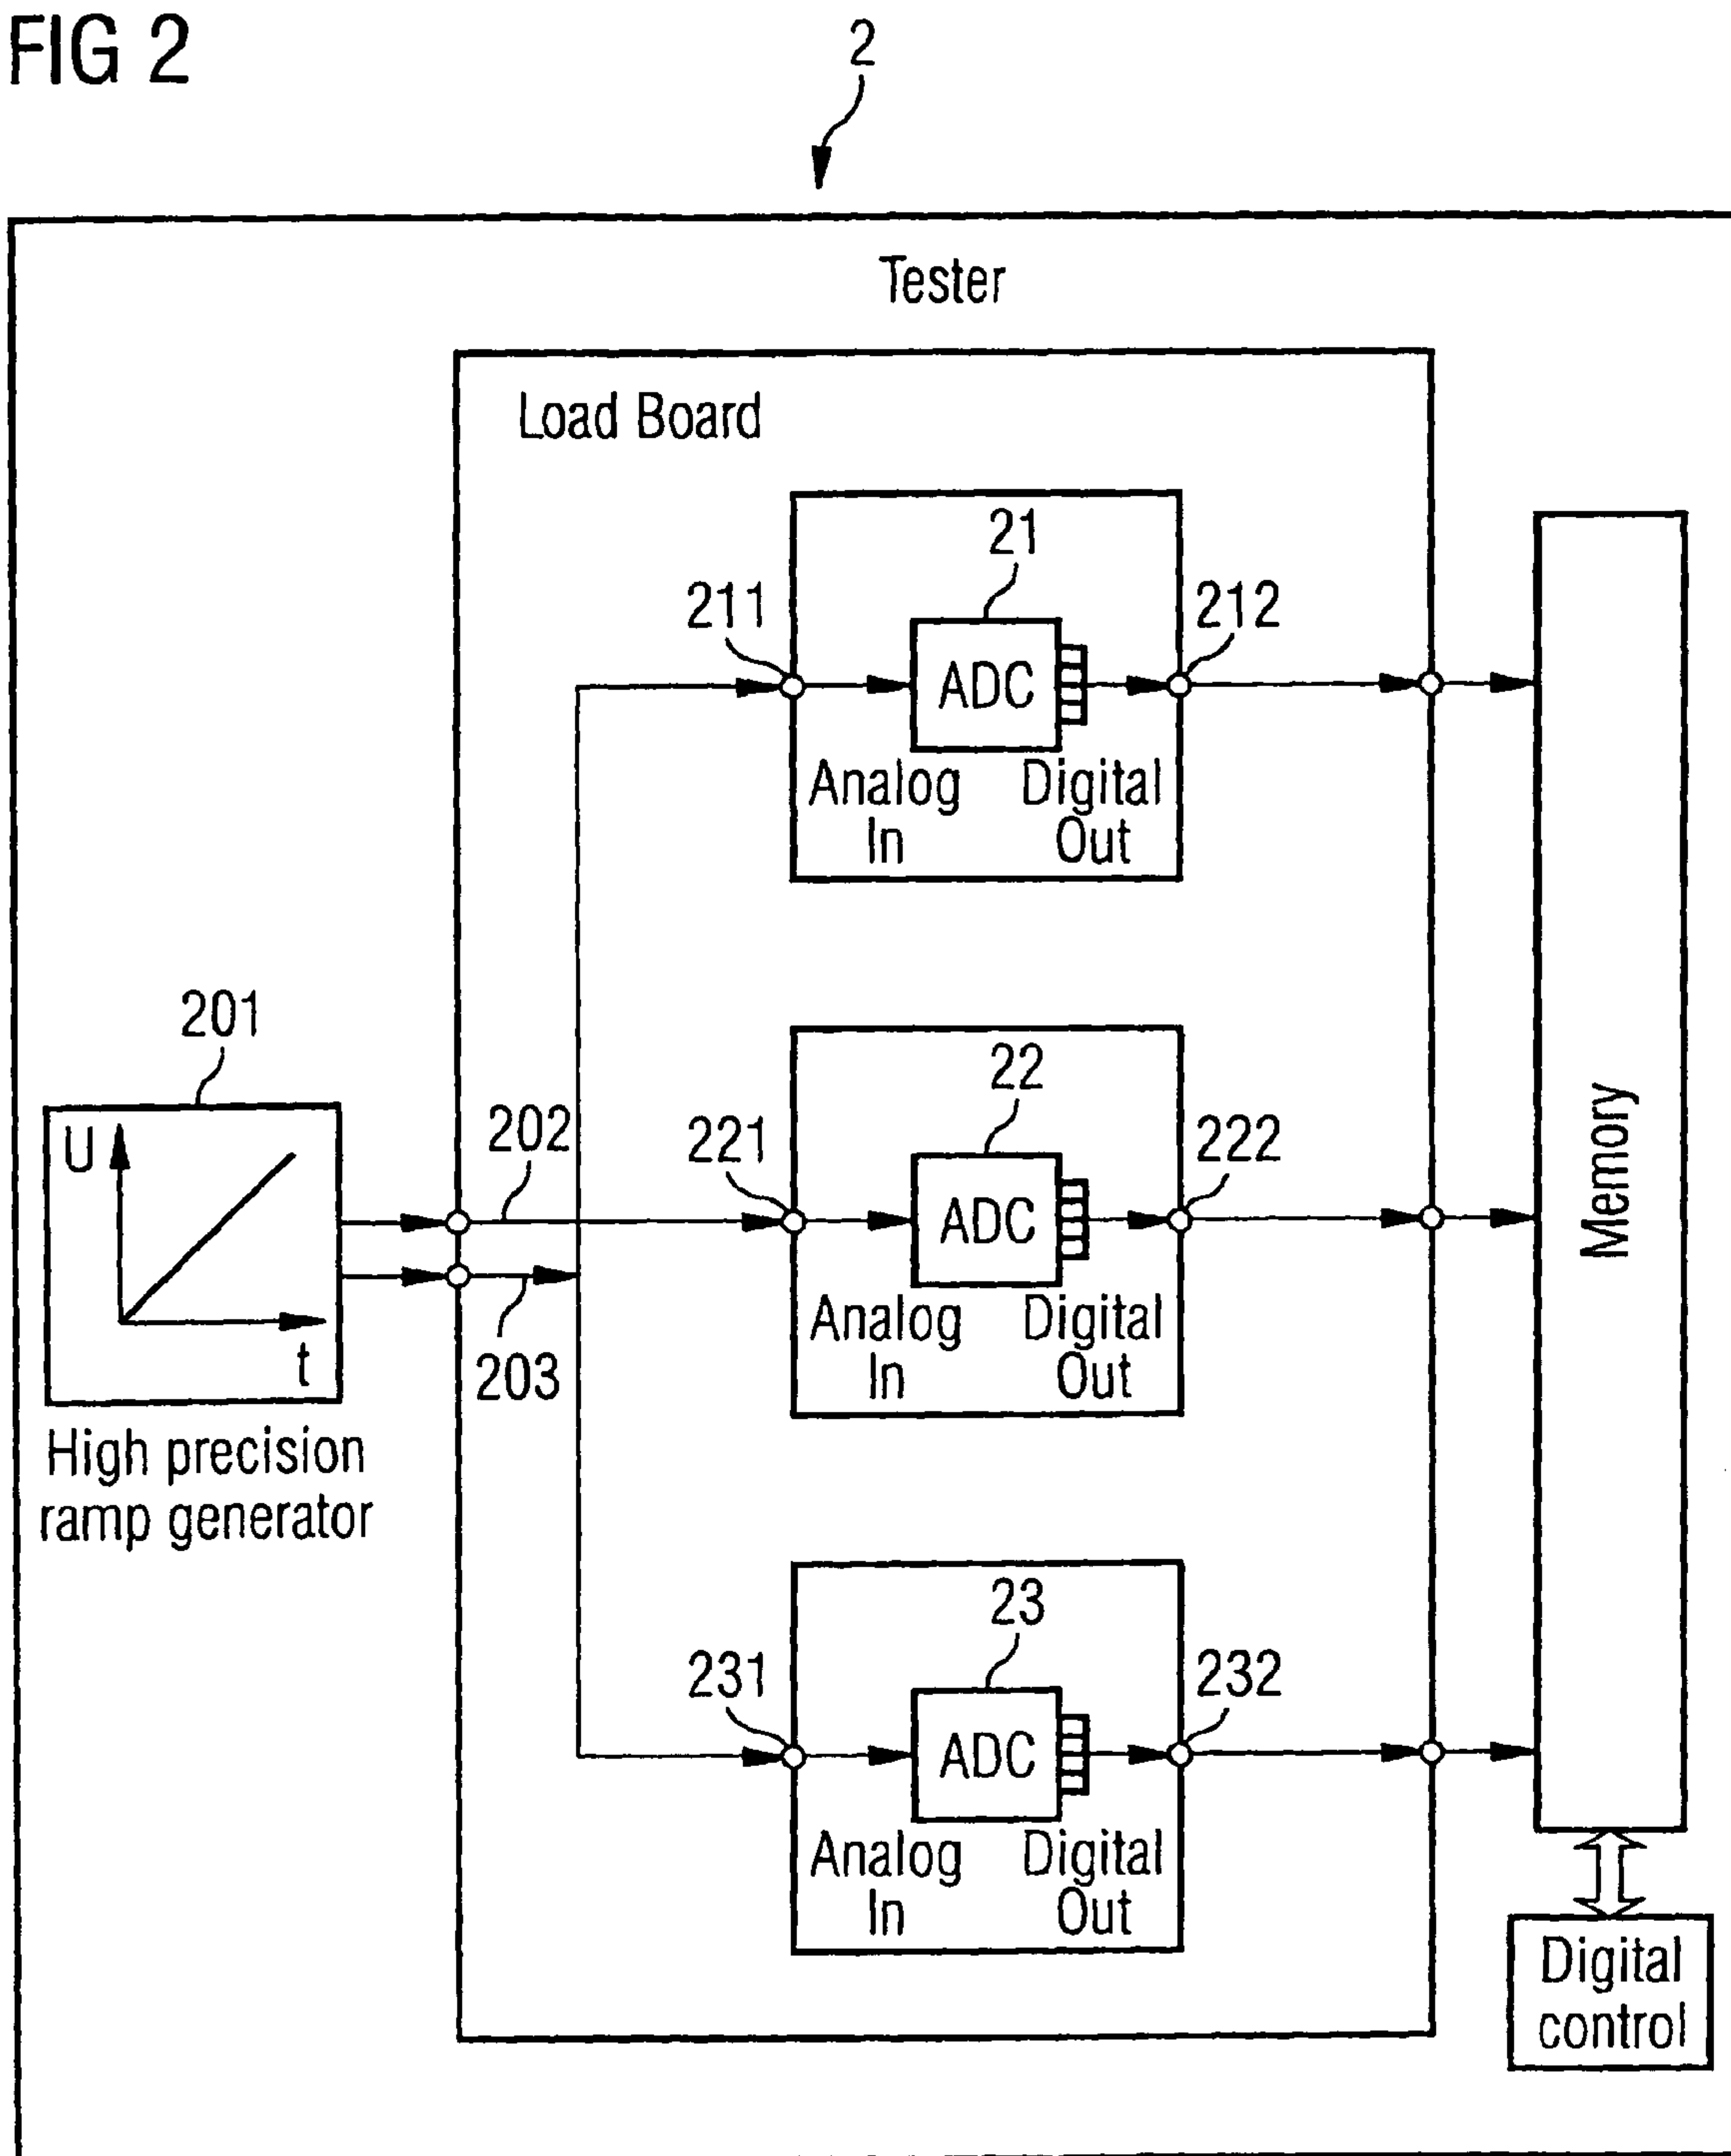 FIG 2
2
Tester
Load Board
21
211
212
ADC
Analog
In
Digital
Out
201
U
t
High precision
ramp generator
202
203
22
221
222
ADC
Analog
In
Digital
Out
23
231
232
ADC
Analog
In
Digital
Out
Memory
Digital
control